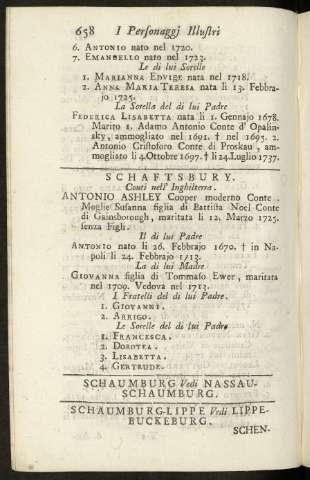 658 I Personaggj Illustri
6. ANTONIO nato nel 1720.
7. EMANUELLO nato nel 1723.
Le di lui Sorelle
1. MARIANNA EDVIGE nata nel 1718.
2. ANNA MARIA TERESA nata li 13. Febbra-
jo 1725.
La Sorella del di lui Padre
FEDERICA LISABETTA nata li 1. Gennajo 1678.
Marito 1. Adamo Antonio Conte d'Opalin-
sky, ammogliato nel 1691. † nel 1695. 2.
Antonio Cristoforo Conte di Proskau, am-
mogliato li 4. Ottobre 1697. † li 24. Luglio 1737.
SCHAFTSBURY.
Conti nell' Inghilterra.
ANTONIO ASHLEY Cooper moderno Conte.
Moglie Susanna figlia di Battista Noel Conte
di Gainsborough, maritata li 12. Marzo 1725.
senza Figli.
Il di lui Padre
ANTONIO nato li 26. Febbrajo 1670. † in Na-
poli li 24. Febbrajo 1713.
La di lui Madre
GIOVANNA figlia di Tommaso Ewer, maritata
nel 1709. Vedova nel 1713.
I Fratelli del di lui Padre.
1. GIOVANNI.
2. ARRIGO.
Le Sorelle del di lui Padre
1. FRANCESCA.
2. DOROTEA.
3. LISABETTA.
4. GERTRUDE.
SCHAUMBURG Vedi NASSAU-
SCHAUMBURG.
SCHAUMBURG-LIPPE Vedi LIPPE-
BUCKEBURG.
SCHEN-